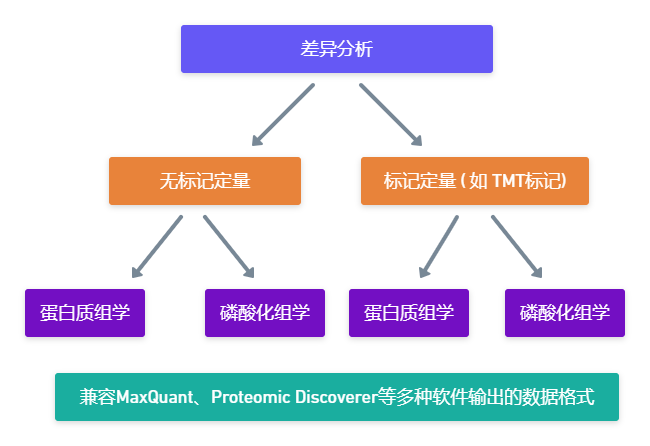 差异分析
无标记定量
标记定量 ( 如 TMT标记)
蛋白质组学
磷酸化组学
蛋白质组学
磷酸化组学
兼容MaxQuant、Proteomic Discoverer等多种软件输出的数据格式